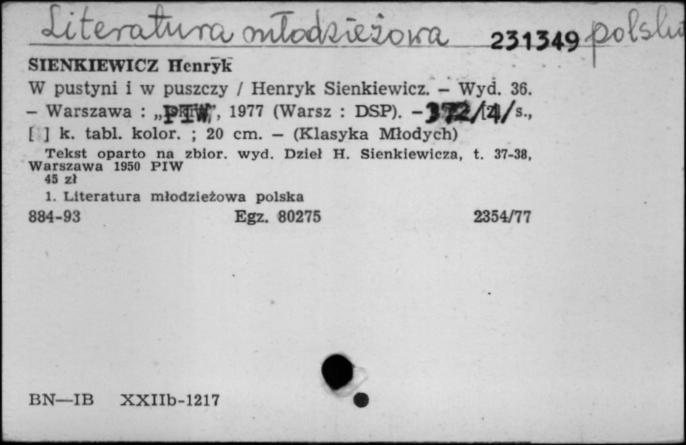 Literatura młodzieżowa 231349 polska
SIENKIEWICZ Henryk
W pustyni i w puszczy / Henryk Sienkiewicz. – Wyd. 36.
– Warszawa : „PIW", 1977 (Warsz : DSP). – 372/[4]/s.,
[ ] k. tabl. kolor. ; 20 cm. – (Klasyka Młodych)
Tekst oparto na zbior. wyd. Dzieł H. Sienkiewicza, t. 37-38,
Warszawa 1950 PIW
45 zł
1. Literatura młodzieżowa polska
884-93 Egz. 80275 2354/77
BN—IB XXIIb-1217